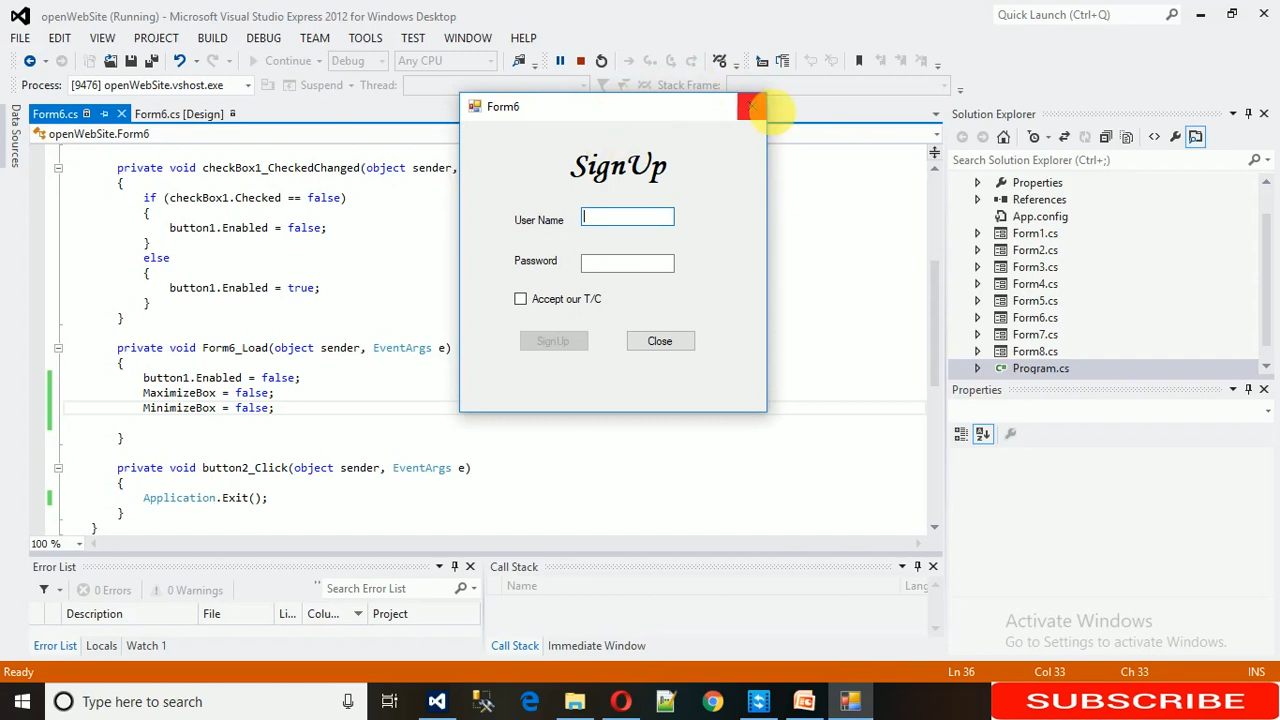 openWebSite (Running) - Microsoft Visual Studio Express 2012 for Windows Desktop
Quick Launch (Ctrl+Q)
FILE EDIT VIEW PROJECT BUILD DEBUG TEAM TOOLS TEST WINDOW HELP
Continue Debug Any CPU
Process: [9476] openWebSite.vshost.exe Suspend Thread: Stack Frame:
Form6.cs Form6.cs [Design]
openWebSite.Form6
private void checkBox1_CheckedChanged(object sender,
{
if (checkBox1.Checked == false)
{
button1.Enabled = false;
}
else
{
button1.Enabled = true;
}
}
private void Form6_Load(object sender, EventArgs e)
{
button1.Enabled = false;
MaximizeBox = false;
MinimizeBox = false;
}
private void button2_Click(object sender, EventArgs e)
{
Application.Exit();
}
}
100 %
Form6
SignUp
User Name
Password
Accept our T/C
SignUp Close
Data Sources
Solution Explorer
Search Solution Explorer (Ctrl+;)
Properties
References
App.config
Form1.cs
Form2.cs
Form3.cs
Form4.cs
Form5.cs
Form6.cs
Form7.cs
Form8.cs
Program.cs
Properties
Error List
0 Errors 0 Warnings " Search Error List
Description File Li... Colu... Project
Error List Locals Watch 1
Call Stack
Name Lang
Call Stack Immediate Window
Activate Windows
Go to Settings to activate Windows.
Ready Ln 36 Col 33 Ch 33 INS
Type here to search
SUBSCRIBE